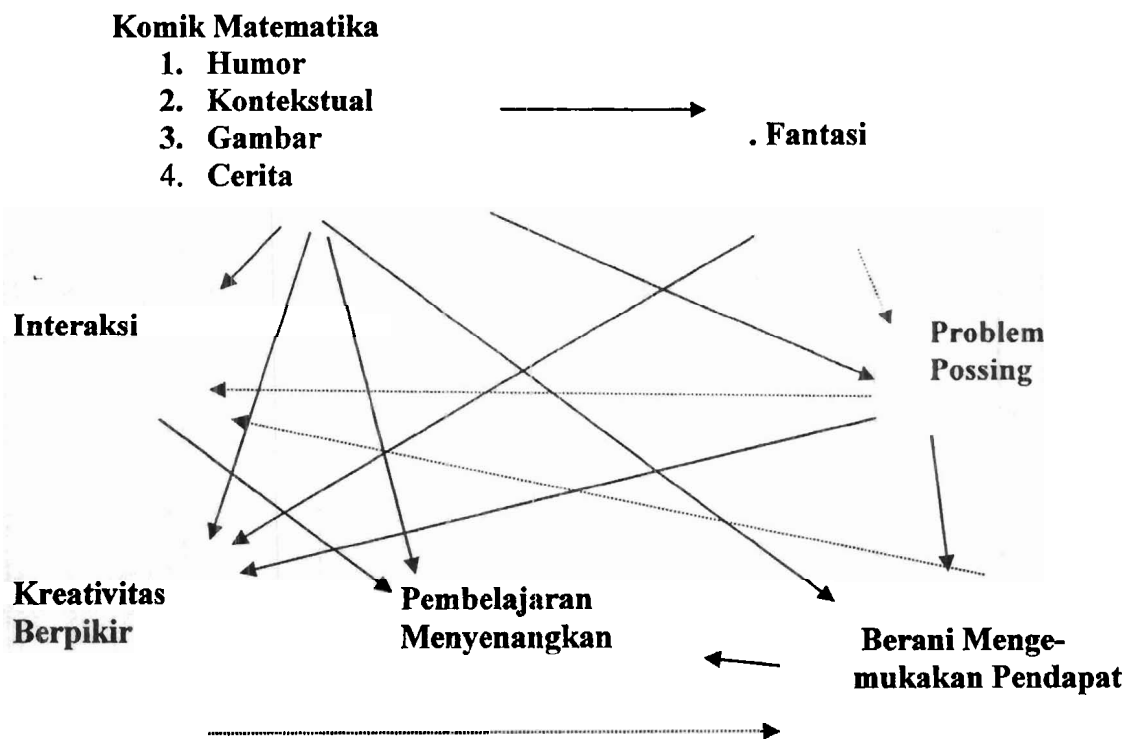 Komik Matematika
1. Humor
2. Kontekstual
3. Gambar
4. Cerita
. Fantasi
Interaksi
Problem
Possing
Kreativitas
Berpikir
Pembelajaran
Menyenangkan
Berani Menge-
mukakan Pendapat